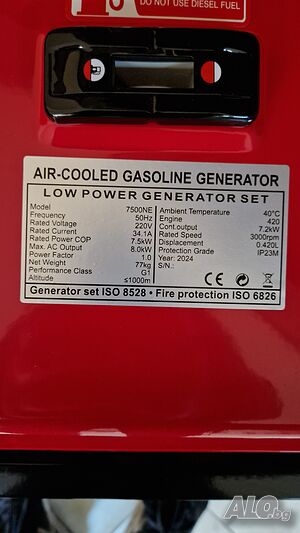 DO NOT USE DIESEL FUEL
AIR-COOLED GASOLINE GENERATOR
LOW POWER GENERATOR SET
Model 7500NE
Frequency 50Hz
Rated Voltage 220V
Rated Current 34.1A
Rated Power COP 7.5kW
Max. AC Output 8.0kW
Power Factor 1.0
Net Weight 77kg
Performance Class G1
Altitude ≤1000m
Ambient Temperature 40°C
Engine 420
Cont.output 7.2kW
Rated Speed 3000rpm
Displacement 0.420L
Protection Grade IP23M
Year: 2024
S/N.:
CE
Generator set ISO 8528 • Fire protection ISO 6826
ALO.bg